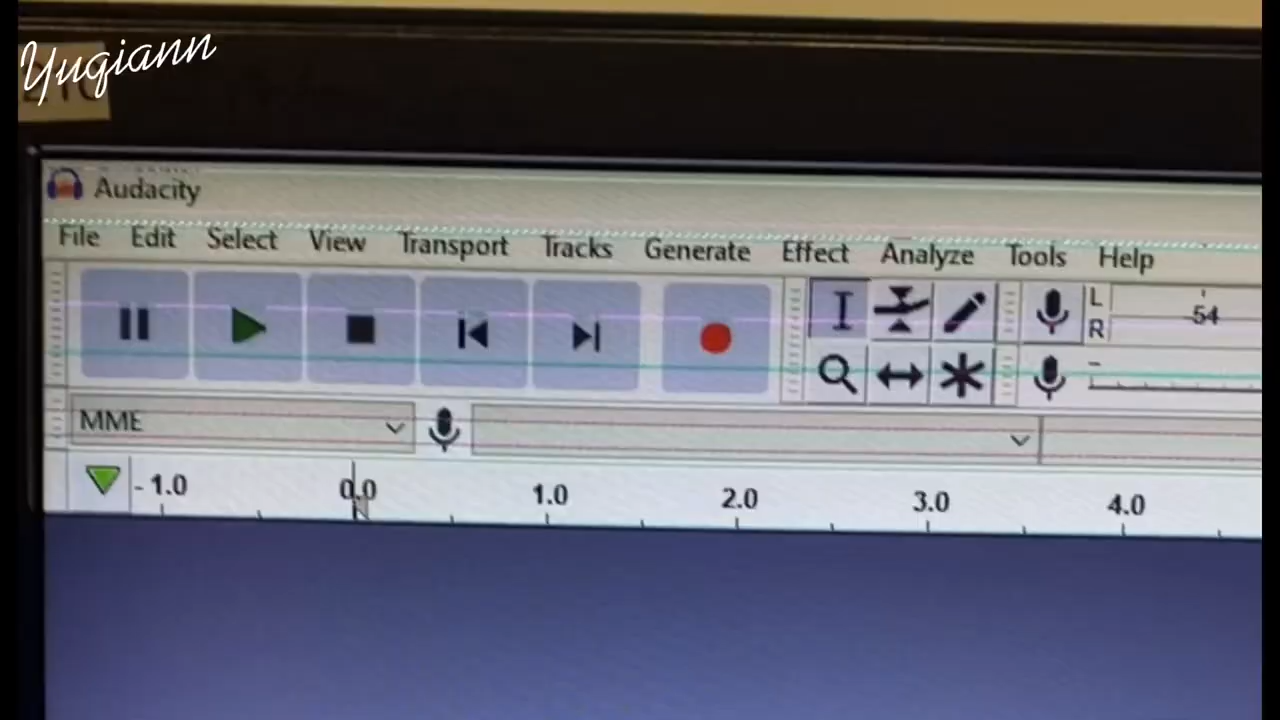 Yuqiann
Audacity
File Edit Select View Transport Tracks Generate Effect Analyze Tools Help
L
R
-54
MME
-1.0 0.0 1.0 2.0 3.0 4.0